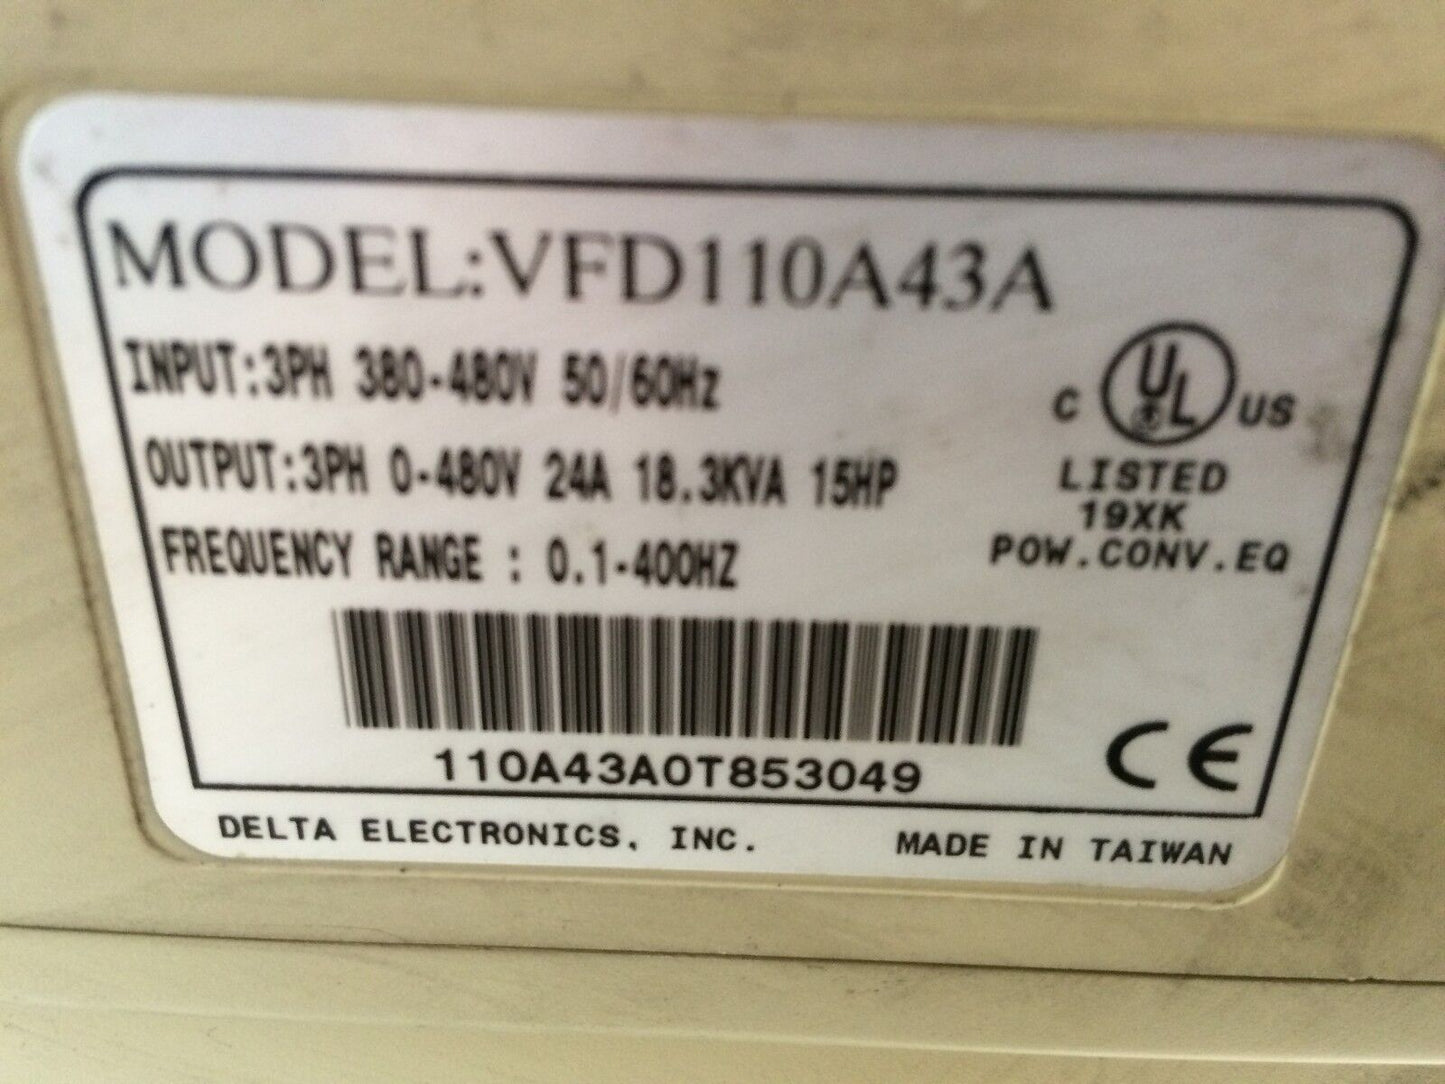 MODEL:VFD110A43A
INPUT:3PH 380-480V 50/60Hz
OUTPUT:3PH 0-480V 24A 18.3KVA 15HP
FREQUENCY RANGE : 0.1-400HZ
C UL US
LISTED
19XK
POW.CONV.EQ
110A43A0T853049
CE
DELTA ELECTRONICS, INC. MADE IN TAIWAN